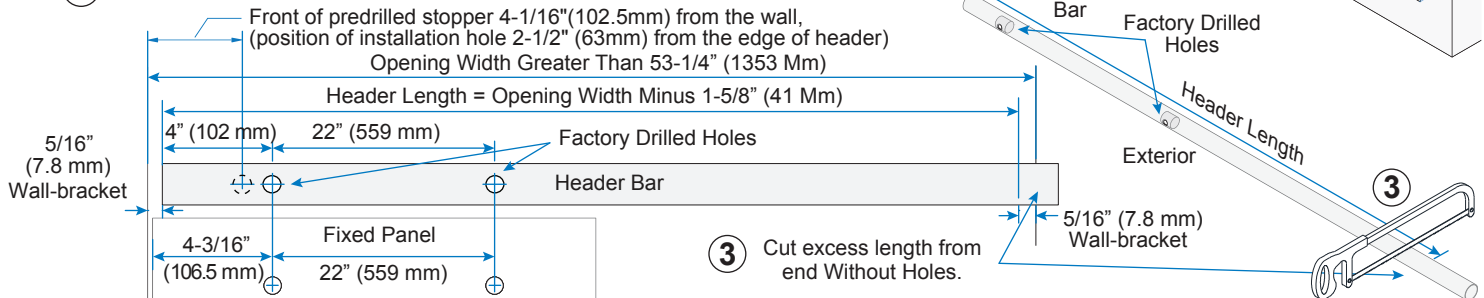 Front of predrilled stopper 4-1/16"(102.5mm) from the wall,
(position of installation hole 2-1/2" (63mm) from the edge of header)
Opening Width Greater Than 53-1/4” (1353 Mm)
Header Length = Opening Width Minus 1-5/8” (41 Mm)
4” (102 mm)
22” (559 mm)
Factory Drilled Holes
5/16”
(7.8 mm)
Wall-bracket
Header Bar
Fixed Panel
4-3/16”
(106.5 mm)
22” (559 mm)
5/16” (7.8 mm)
Wall-bracket
3
Cut excess length from
end Without Holes.
Bar
Factory Drilled
Holes
Header Length
Exterior
3